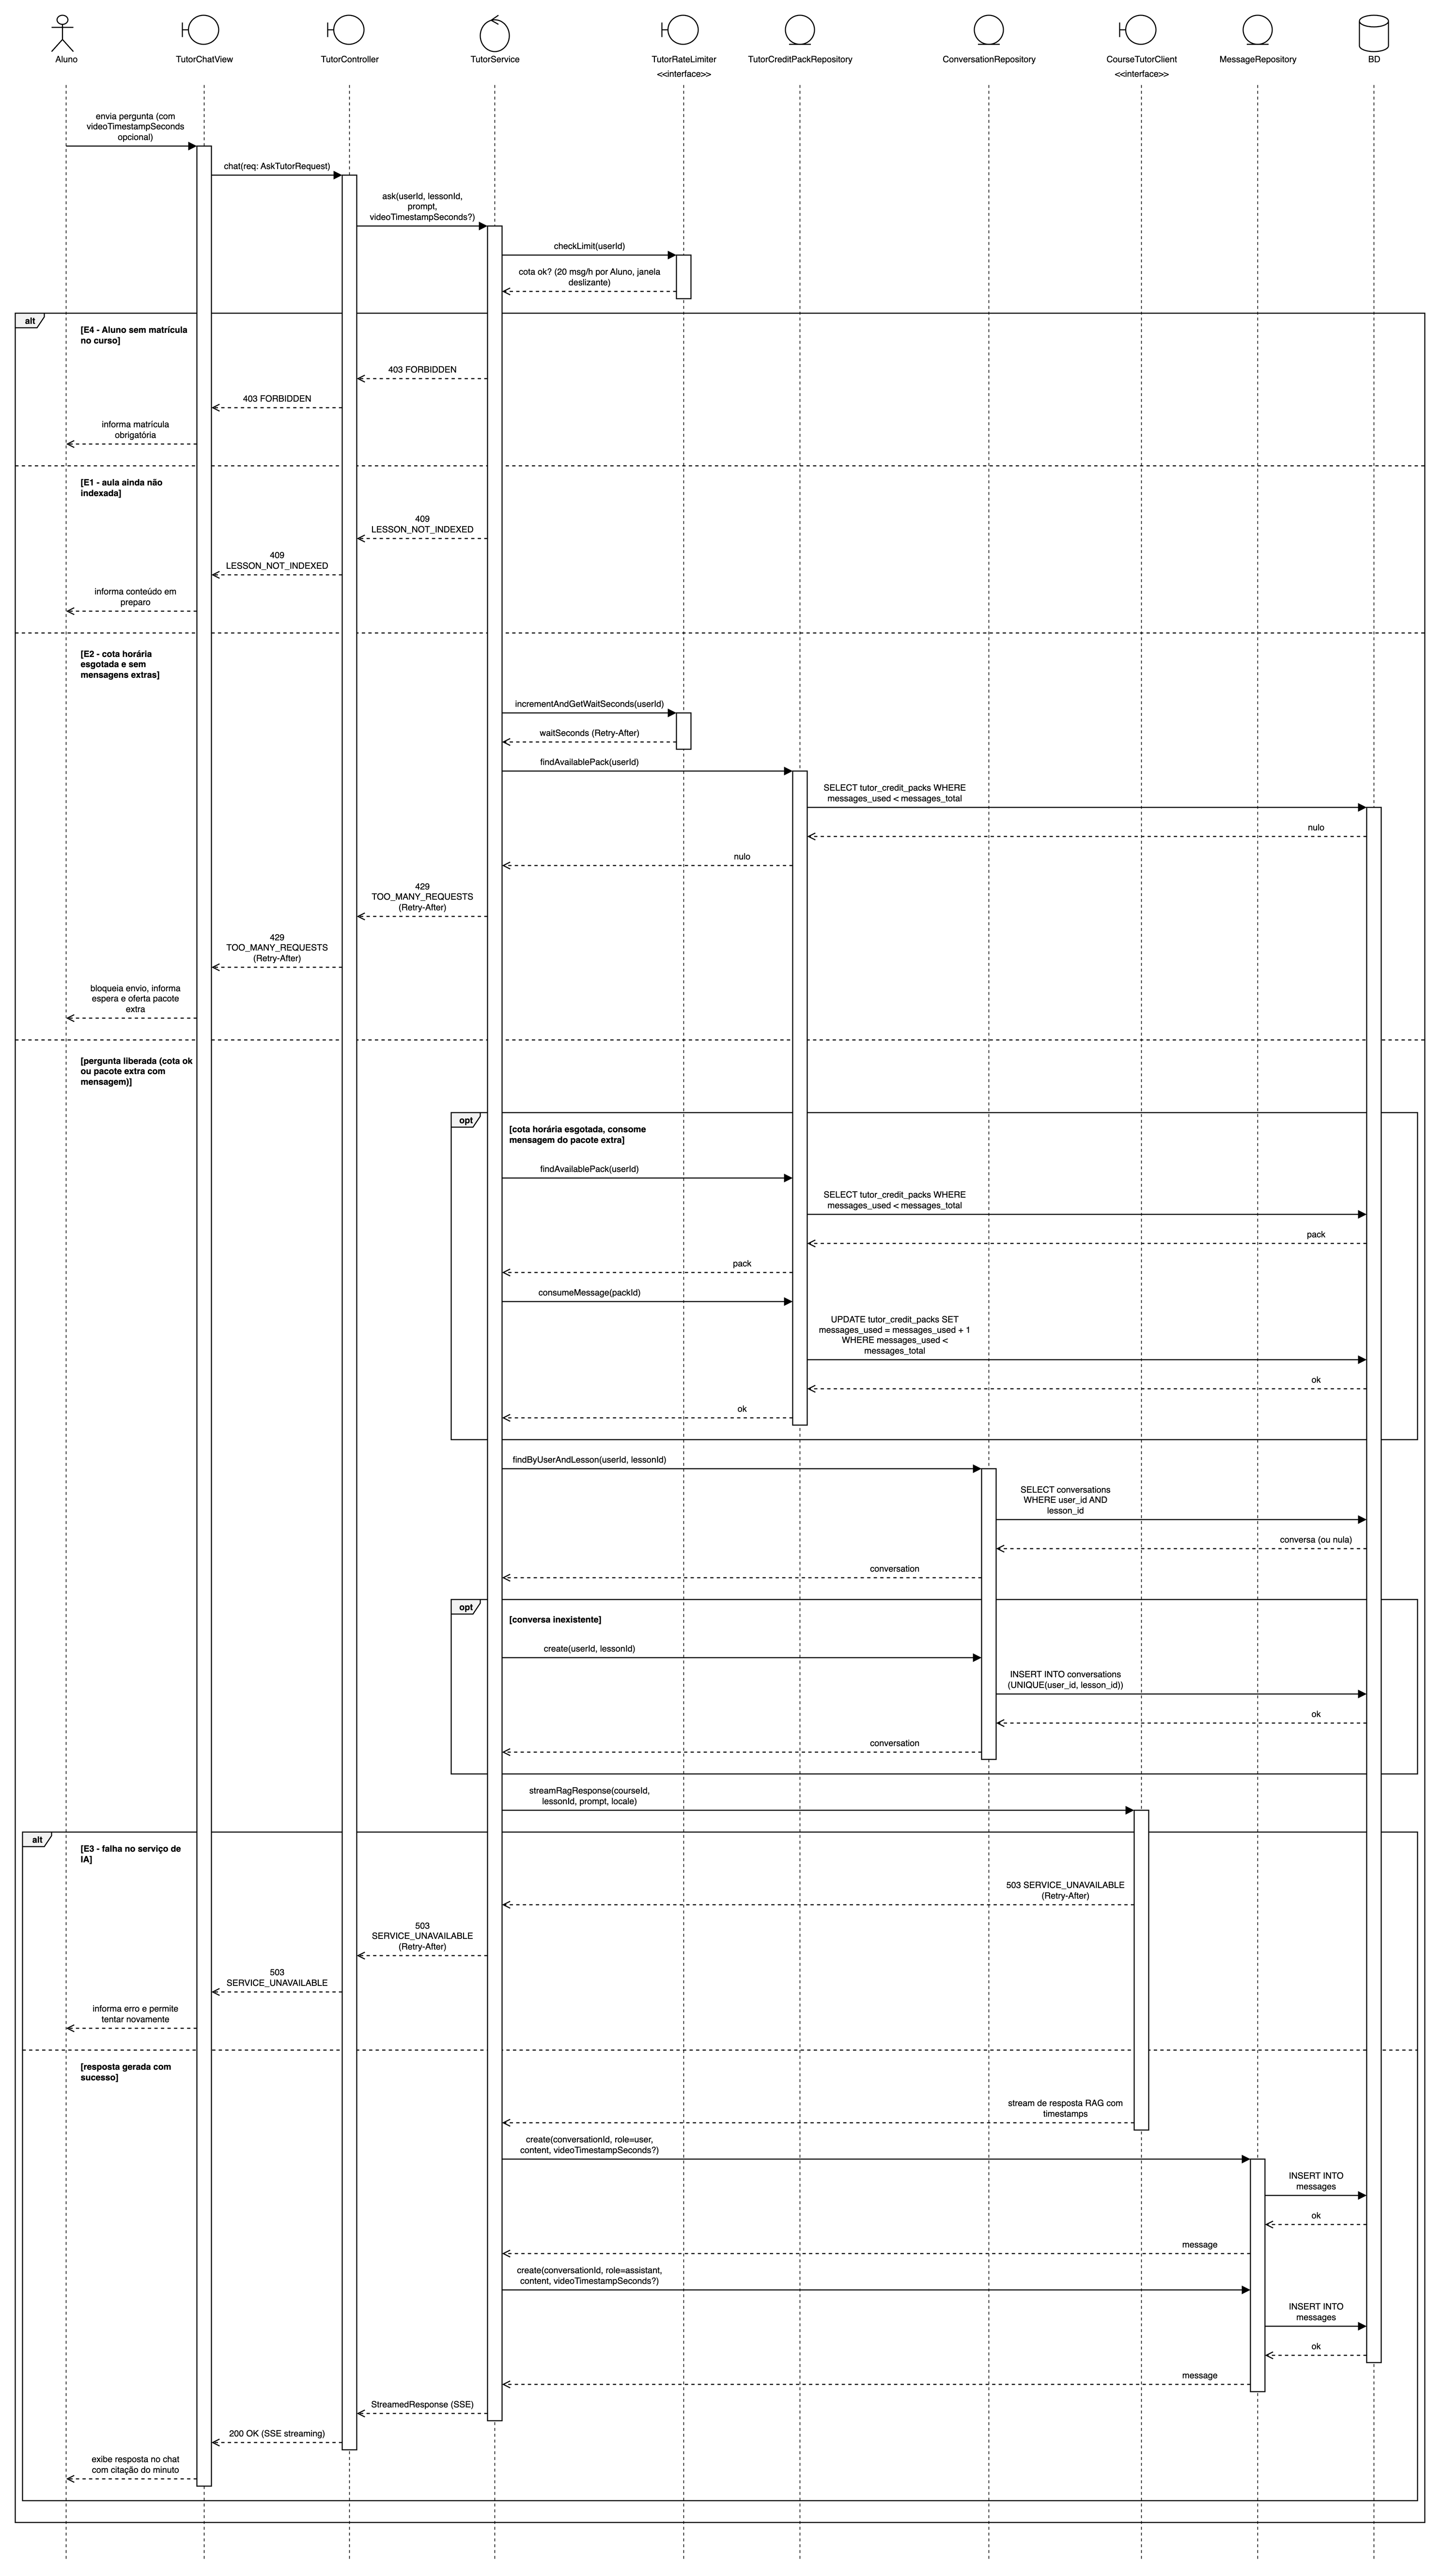 Aluno
TutorChatView
TutorController
TutorService
TutorRateLimiter
<<interface>>
TutorCreditPackRepository
ConversationRepository
CourseTutorClient
<<interface>>
MessageRepository
BD
envia pergunta (com
videoTimestampSeconds
opcional)
chat(req: AskTutorRequest)
ask(userId, lessonId,
prompt,
videoTimestampSeconds?)
checkLimit(userId)
cota ok? (20 msg/h por Aluno, janela
deslizante)
alt
[E4 - Aluno sem matrícula
no curso]
403 FORBIDDEN
403 FORBIDDEN
informa matrícula
obrigatória
[E1 - aula ainda não
indexada]
409
LESSON_NOT_INDEXED
409
LESSON_NOT_INDEXED
informa conteúdo em
preparo
[E2 - cota horária
esgotada e sem
mensagens extras]
incrementAndGetWaitSeconds(userId)
waitSeconds (Retry-After)
findAvailablePack(userId)
SELECT tutor_credit_packs WHERE
messages_used < messages_total
nulo
nulo
429
TOO_MANY_REQUESTS
(Retry-After)
429
TOO_MANY_REQUESTS
(Retry-After)
bloqueia envio, informa
espera e oferta pacote
extra
[pergunta liberada (cota ok
ou pacote extra com
mensagem)]
opt
[cota horária esgotada, consome
mensagem do pacote extra]
findAvailablePack(userId)
SELECT tutor_credit_packs WHERE
messages_used < messages_total
pack
pack
consumeMessage(packId)
UPDATE tutor_credit_packs SET
messages_used = messages_used + 1
WHERE messages_used <
messages_total
ok
ok
findByUserAndLesson(userId, lessonId)
SELECT conversations
WHERE user_id AND
lesson_id
conversa (ou nula)
conversation
opt
[conversa inexistente]
create(userId, lessonId)
INSERT INTO conversations
(UNIQUE(user_id, lesson_id))
ok
conversation
streamRagResponse(courseId,
lessonId, prompt, locale)
alt
[E3 - falha no serviço de
IA]
503 SERVICE_UNAVAILABLE
(Retry-After)
503
SERVICE_UNAVAILABLE
(Retry-After)
503
SERVICE_UNAVAILABLE
informa erro e permite
tentar novamente
[resposta gerada com
sucesso]
stream de resposta RAG com
timestamps
create(conversationId, role=user,
content, videoTimestampSeconds?)
INSERT INTO
messages
ok
message
create(conversationId, role=assistant,
content, videoTimestampSeconds?)
INSERT INTO
messages
ok
message
StreamedResponse (SSE)
200 OK (SSE streaming)
exibe resposta no chat
com citação do minuto